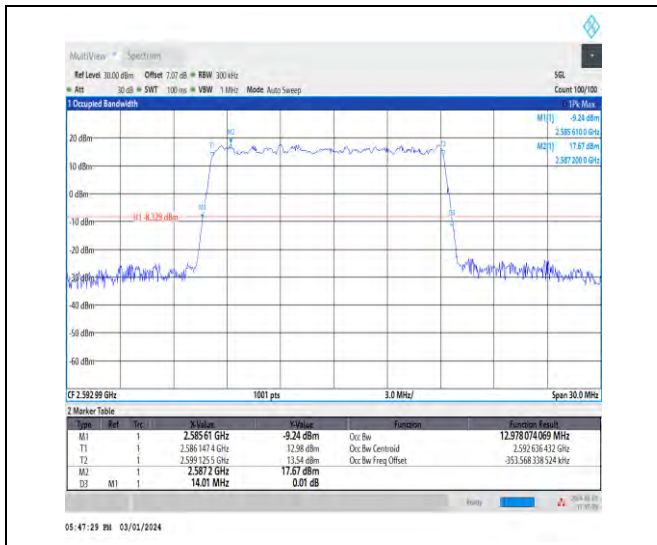 MultiView Spectrum
Ref Level 30.00 dBm Offset 7.07 dB RBW 300 kHz SGL
Att 30 dB SWT 100 ms VBW 1 MHz Mode Auto Sweep Count 100/100
1 Occupied Bandwidth 1Pk Max
M1[1] -9.24 dBm
2.585 610 0 GHz
M2[1] 17.67 dBm
2.587 200 0 GHz
20 dBm
10 dBm
0 dBm
-10 dBm
-20 dBm
-30 dBm
-40 dBm
-50 dBm
-60 dBm
T1
M2
T2
M1
D3
H1 -8.329 dBm
CF 2.592 99 GHz 1001 pts 3.0 MHz/ Span 30.0 MHz
2 Marker Table
Type Ref Trc X-Value Y-Value Function Function Result
M1 1 2.585 61 GHz -9.24 dBm Occ Bw 12.978 074 069 MHz
T1 1 2.586 147 4 GHz 12.98 dBm Occ Bw Centroid 2.592 636 432 GHz
T2 1 2.599 125 5 GHz 13.54 dBm Occ Bw Freq Offset -353.568 338 524 kHz
M2 1 2.587 2 GHz 17.67 dBm
D3 M1 1 14.01 MHz 0.01 dB
Ready
05:47:29 PM 03/01/2024